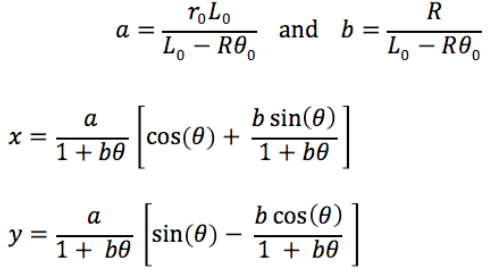 a = r₀L₀ / (L₀ − Rθ₀) and b = R / (L₀ − Rθ₀)
x = a / (1 + bθ) [cos(θ) + b sin(θ) / (1 + bθ)]
y = a / (1 + bθ) [sin(θ) − b cos(θ) / (1 + bθ)]